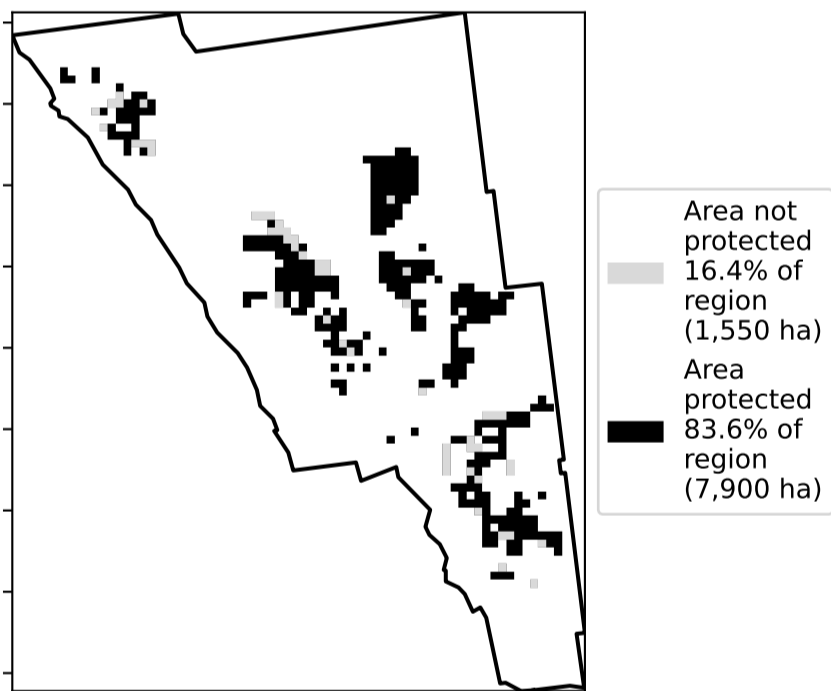 Area not
protected
16.4% of
region
(1,550 ha)
Area
protected
83.6% of
region
(7,900 ha)